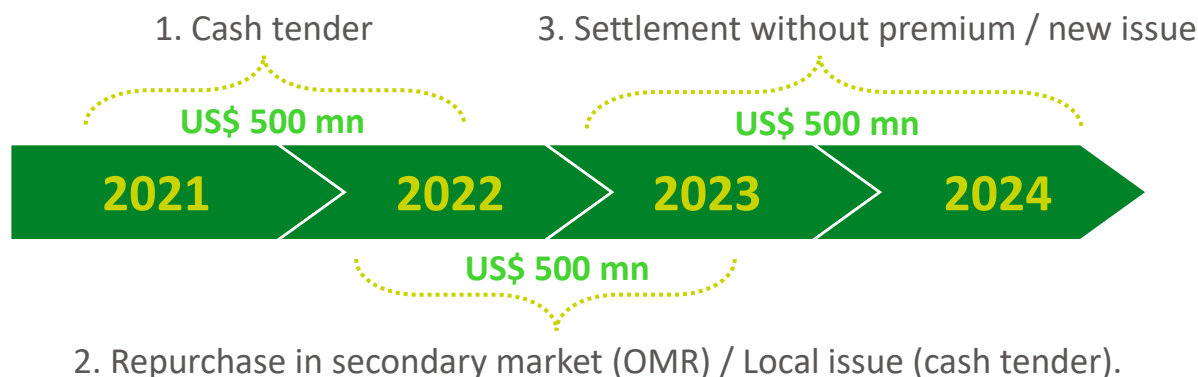 1. Cash tender
3. Settlement without premium / new issue
US$ 500 mn
US$ 500 mn
2021
2022
2023
2024
US$ 500 mn
2. Repurchase in secondary market (OMR) / Local issue (cash tender).